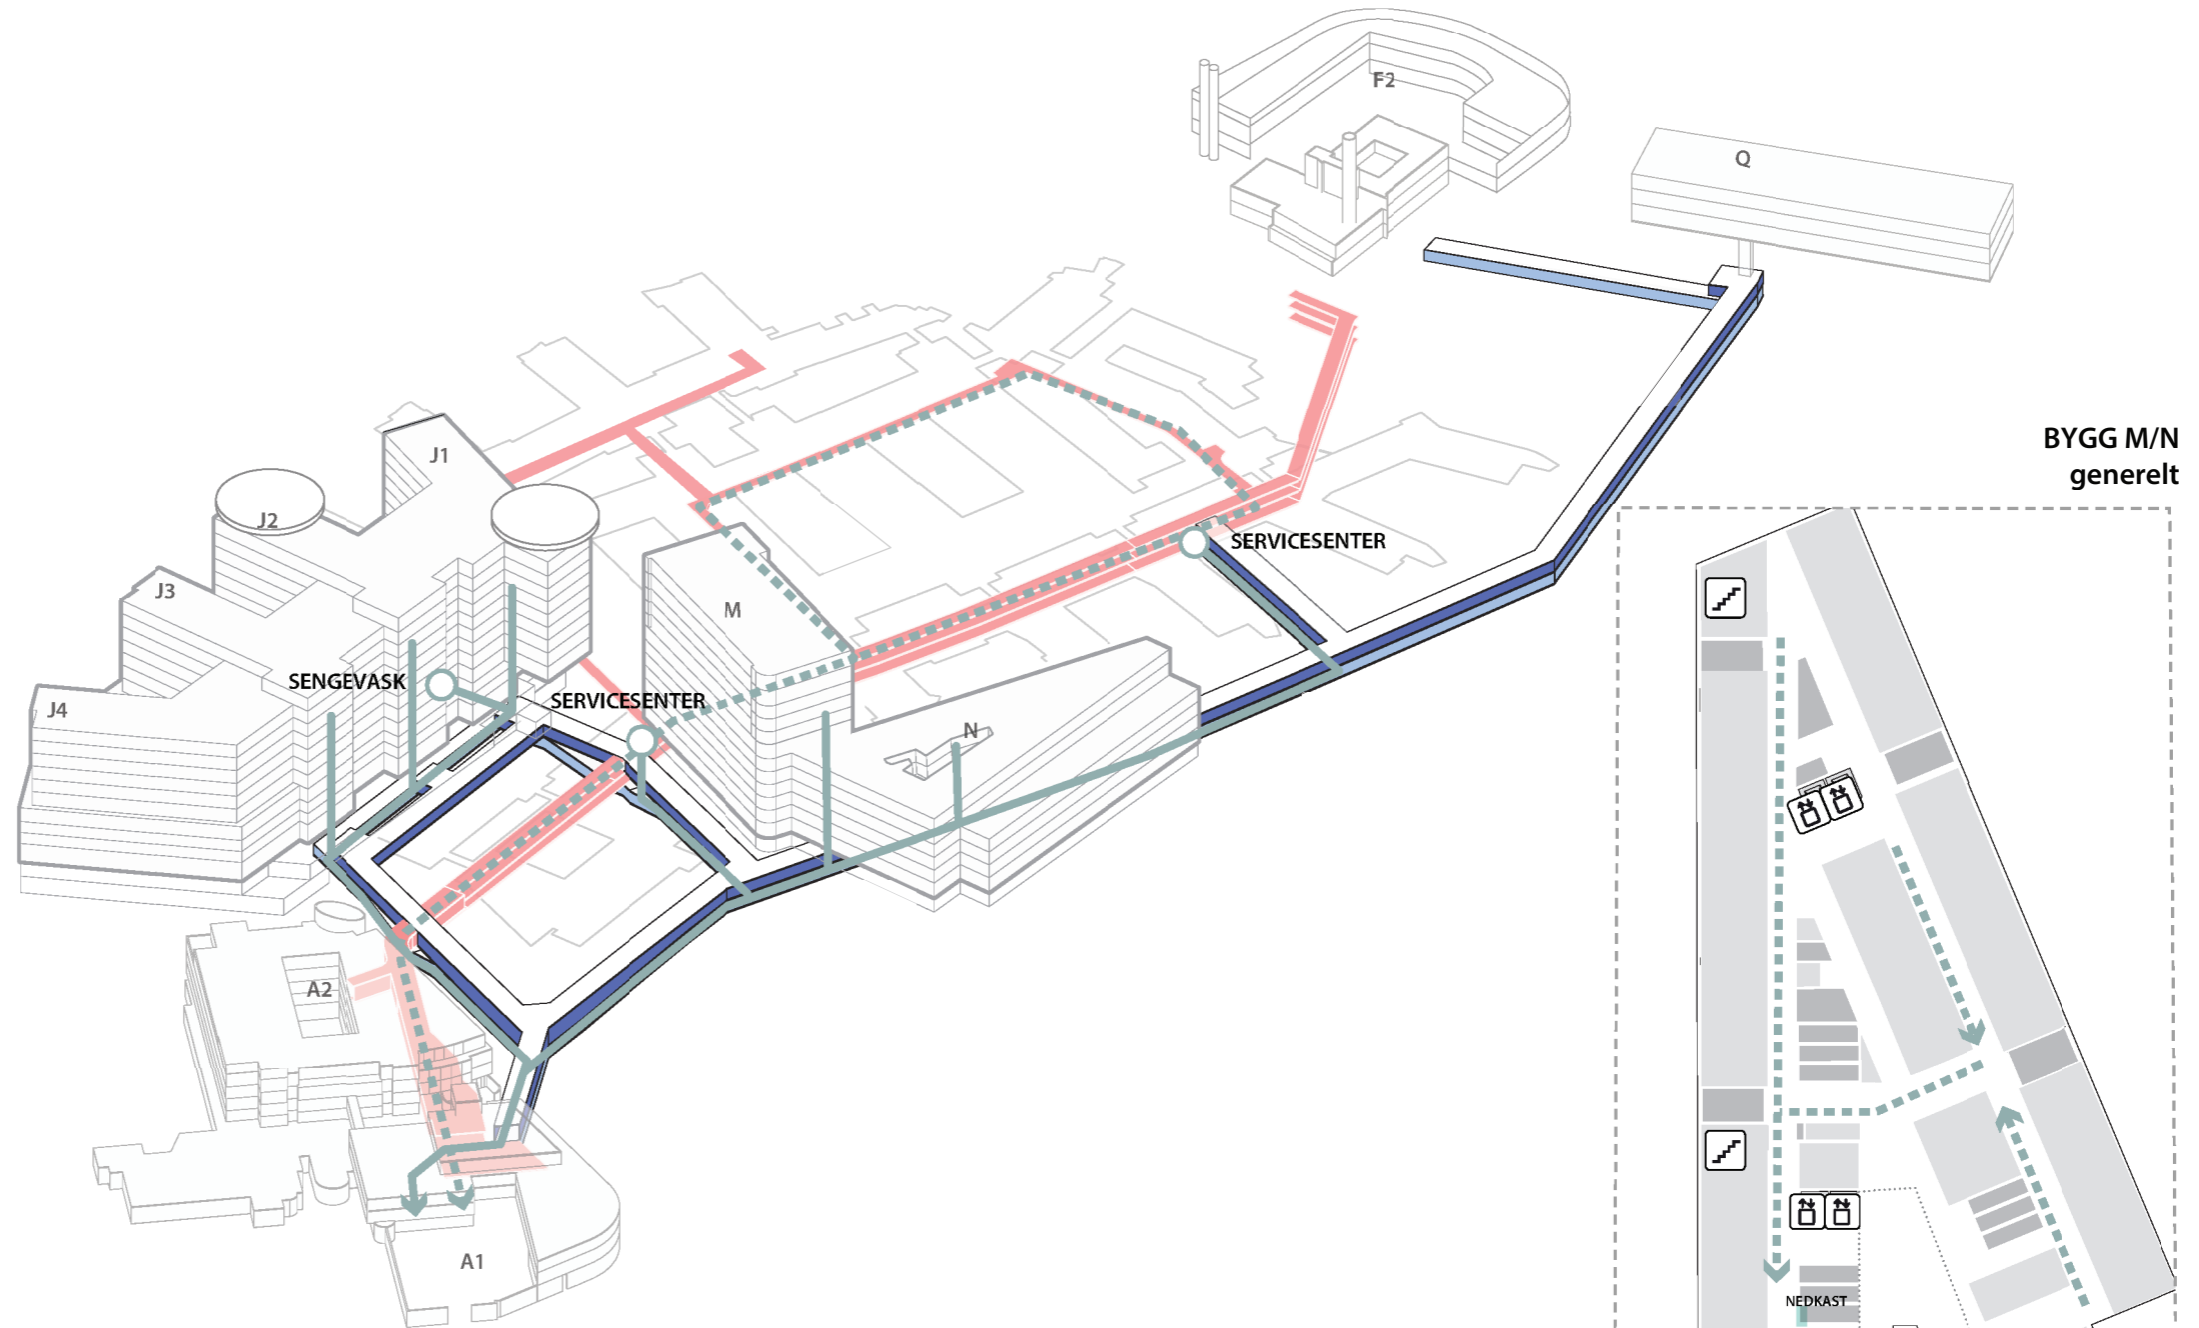 F2
Q
BYGG M/N
generelt
J1
J2
SERVICESENTER
J3
M
SENGEVASK
SERVICESENTER
J4
N
A2
A1
NEDKAST